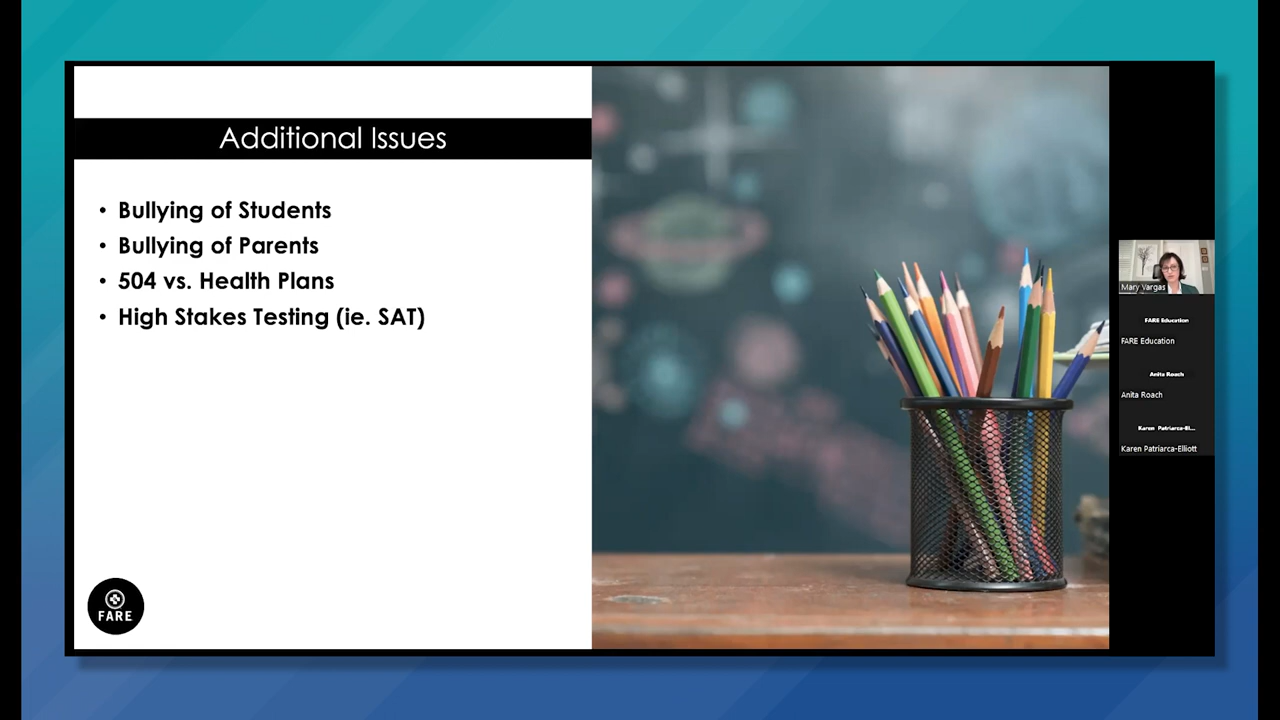 Additional Issues
• Bullying of Students
• Bullying of Parents
• 504 vs. Health Plans
• High Stakes Testing (ie. SAT)
FARE
Mary Vargas
FARE Education
FARE Education
Anita Roach
Anita Roach
Karen Patriarca-El...
Karen Patriarca-Elliott